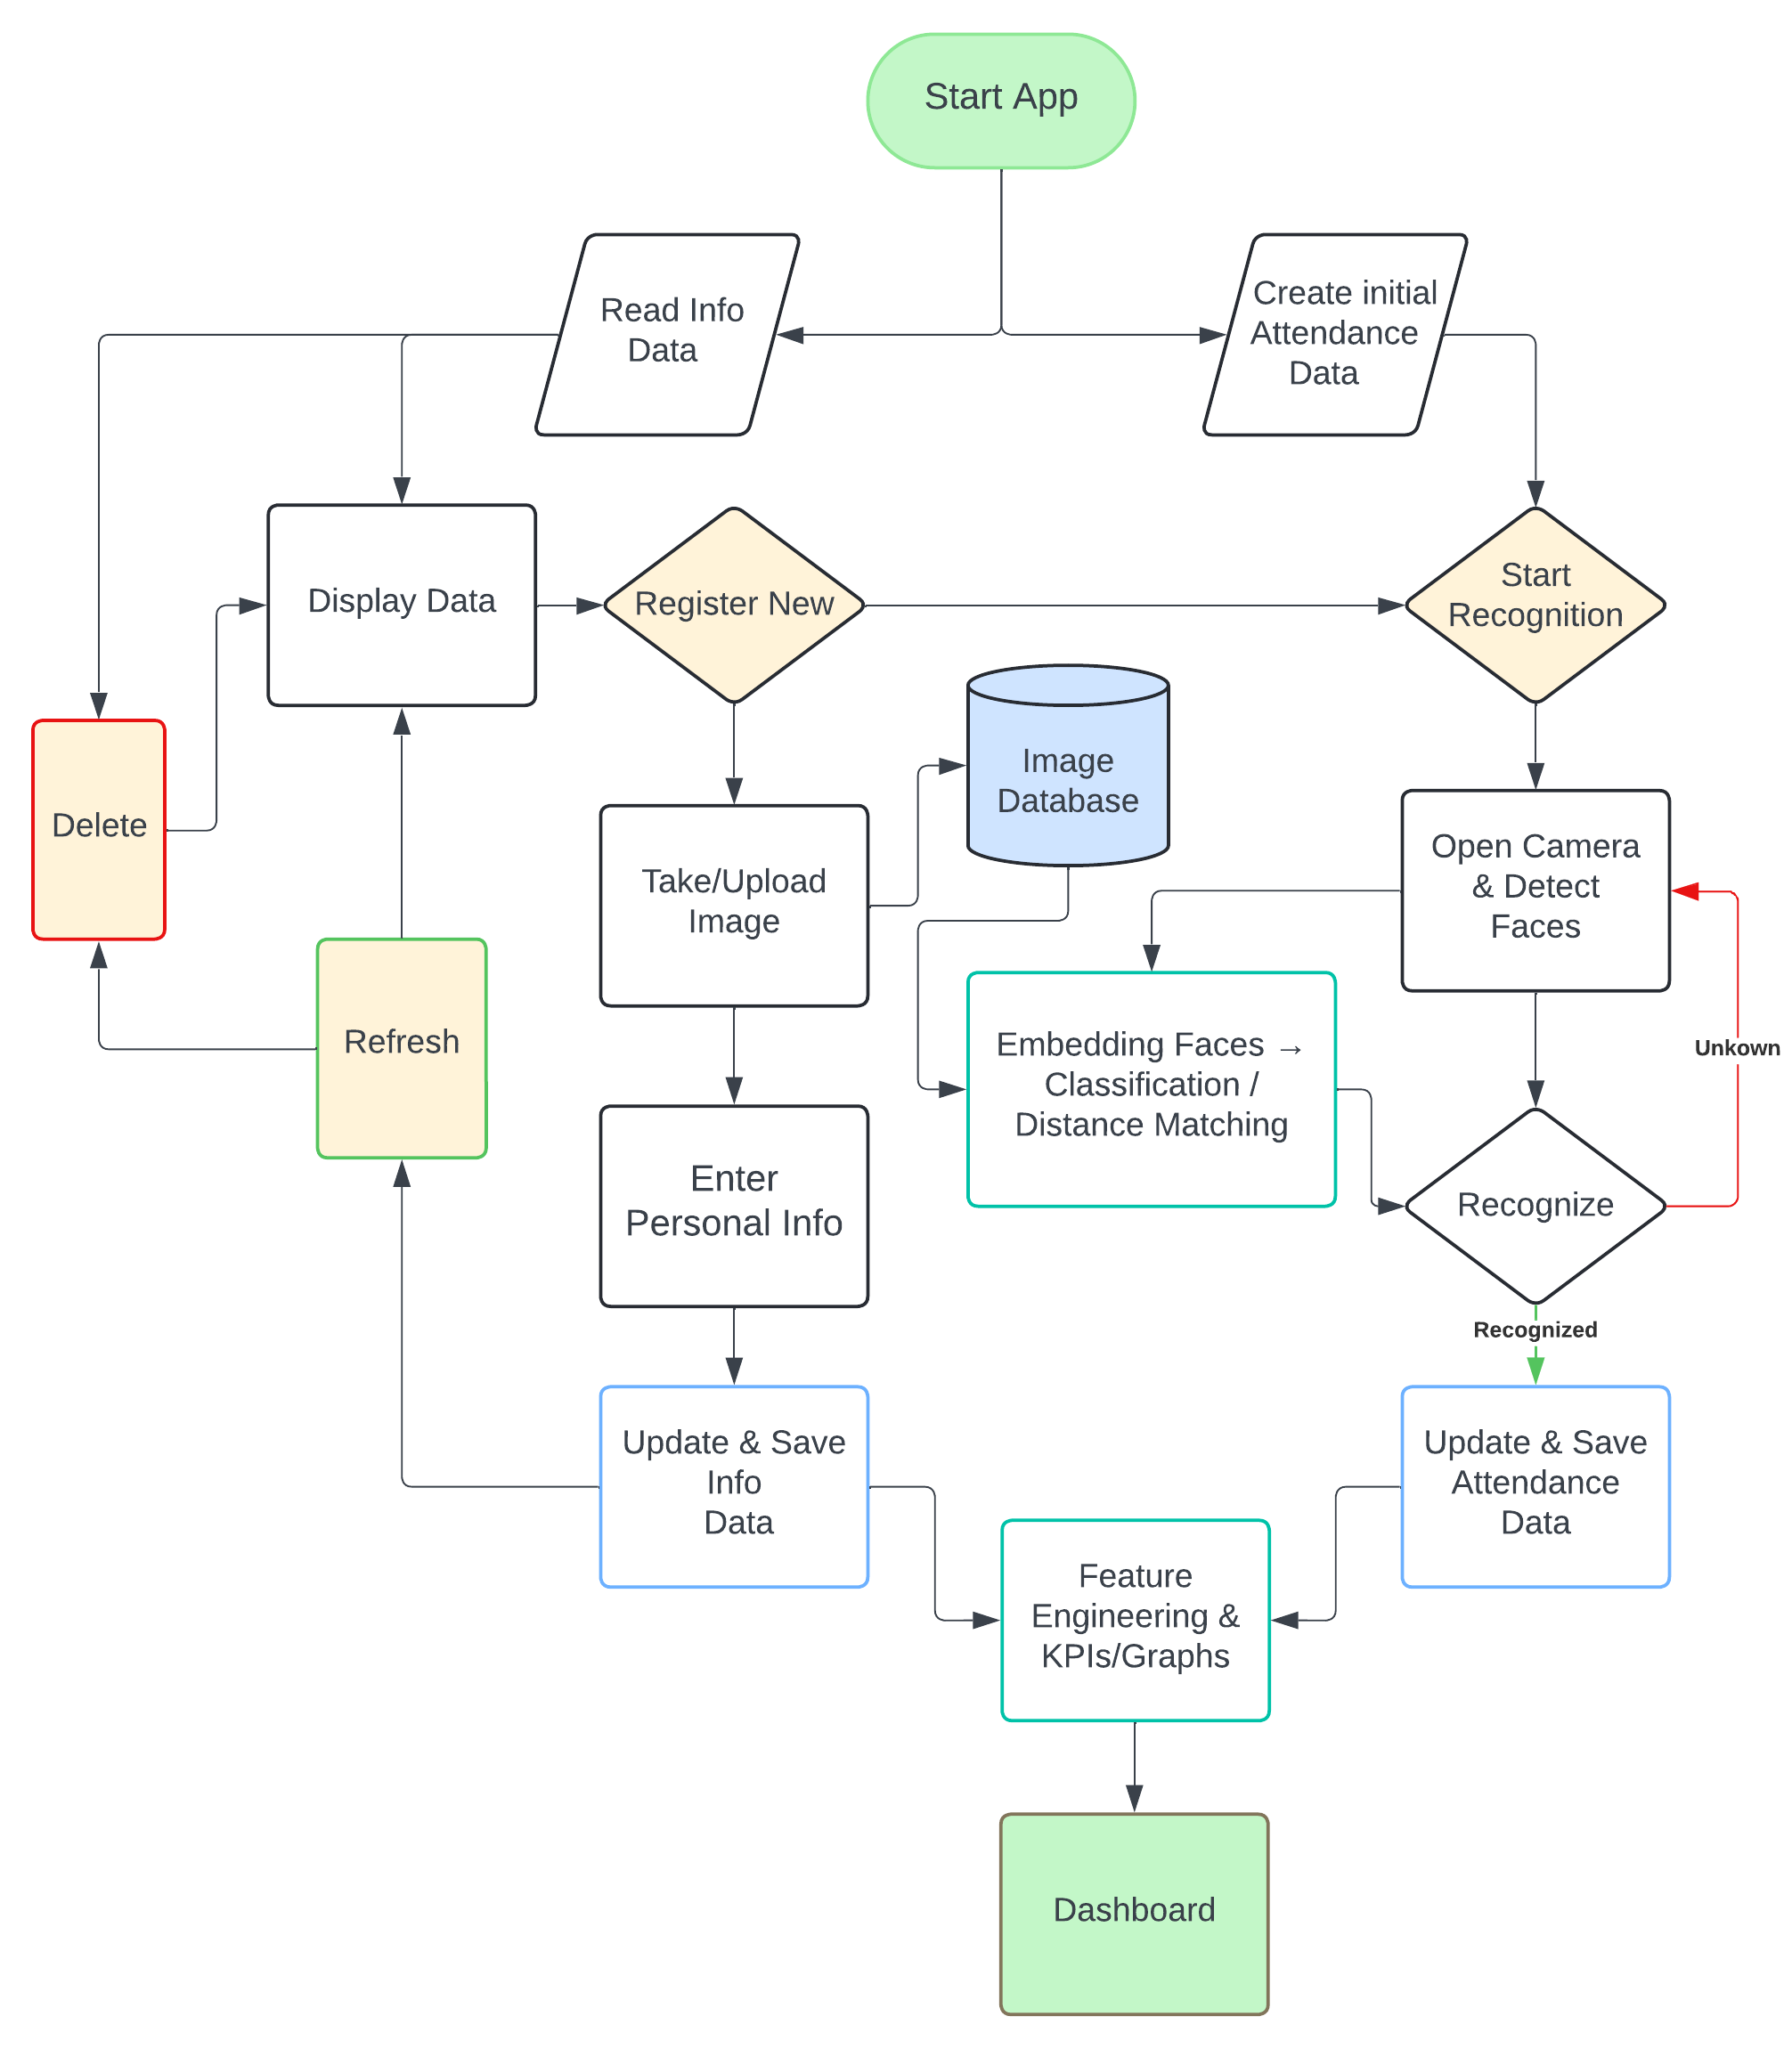 Start App
Read Info
Data
Create initial
Attendance
Data
Display Data
Register New
Start
Recognition
Image
Database
Delete
Take/Upload
Image
Open Camera
& Detect
Faces
Refresh
Embedding Faces →
Classification /
Distance Matching
Unkown
Enter
Personal Info
Recognize
Recognized
Update & Save
Info
Data
Update & Save
Attendance
Data
Feature
Engineering &
KPIs/Graphs
Dashboard